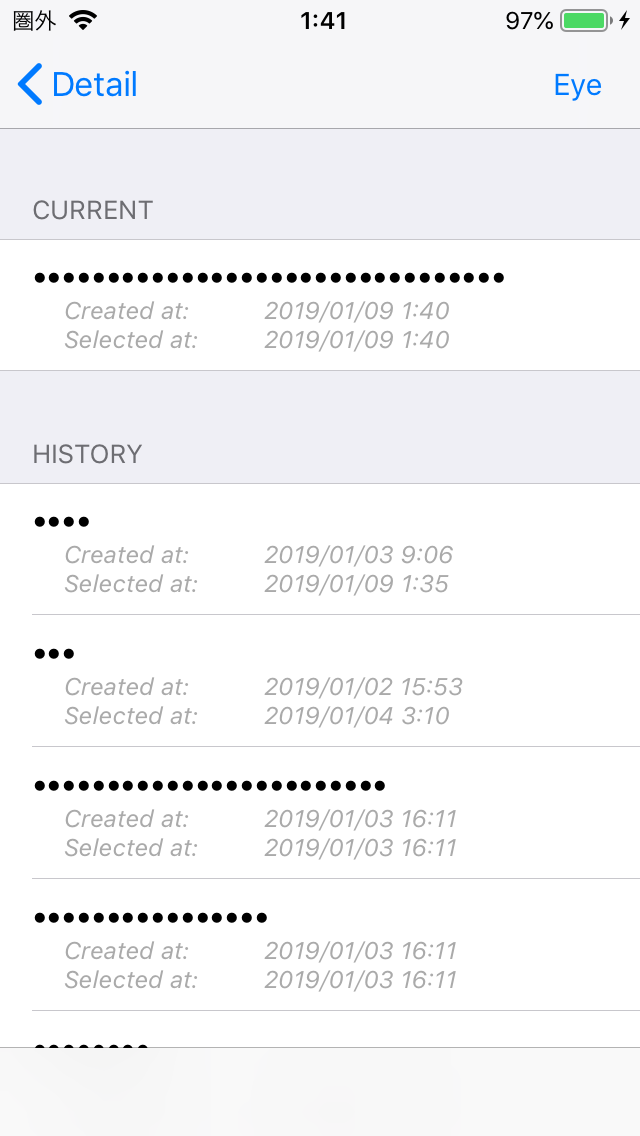 圏外 1:41 97%
Detail Eye
CURRENT
••••••••••••••••••••••••••••••••
Created at: 2019/01/09 1:40
Selected at: 2019/01/09 1:40
HISTORY
••••
Created at: 2019/01/03 9:06
Selected at: 2019/01/09 1:35
•••
Created at: 2019/01/02 15:53
Selected at: 2019/01/04 3:10
••••••••••••••••••••••••
Created at: 2019/01/03 16:11
Selected at: 2019/01/03 16:11
••••••••••••••••
Created at: 2019/01/03 16:11
Selected at: 2019/01/03 16:11
••••••••